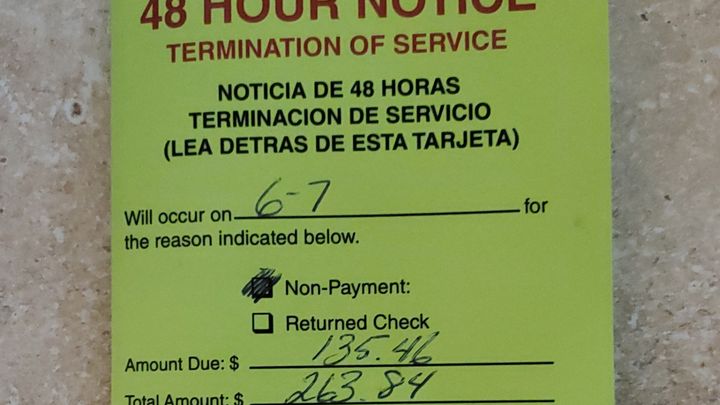 48 HOUR NOTICE
TERMINATION OF SERVICE
NOTICIA DE 48 HORAS
TERMINACION DE SERVICIO
(LEA DETRAS DE ESTA TARJETA)
Will occur on 6-7 for
the reason indicated below.
Non-Payment:
Returned Check
Amount Due: $ 135.46
Total Amount: $ 263.84